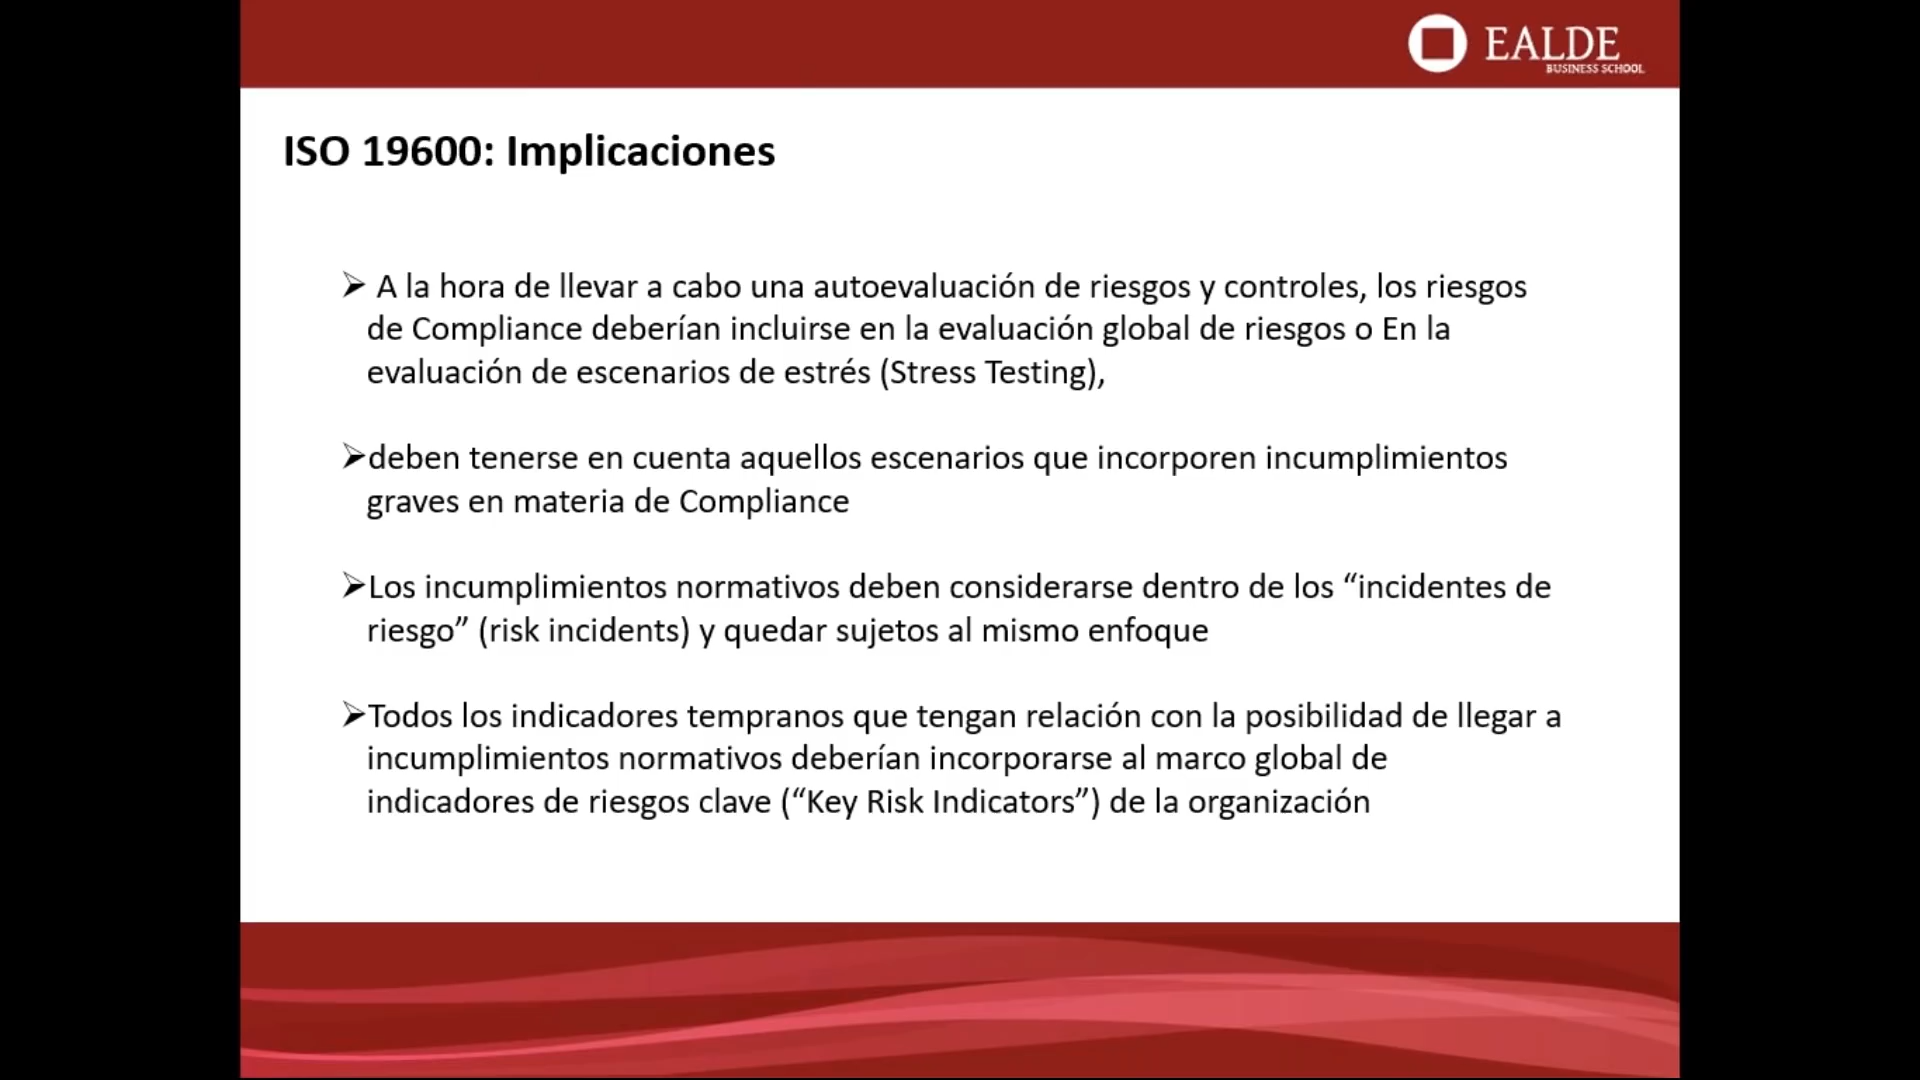 EALDE
BUSINESS SCHOOL
ISO 19600: Implicaciones
➢ A la hora de llevar a cabo una autoevaluación de riesgos y controles, los riesgos
de Compliance deberían incluirse en la evaluación global de riesgos o En la
evaluación de escenarios de estrés (Stress Testing),
➢deben tenerse en cuenta aquellos escenarios que incorporen incumplimientos
graves en materia de Compliance
➢Los incumplimientos normativos deben considerarse dentro de los “incidentes de
riesgo” (risk incidents) y quedar sujetos al mismo enfoque
➢Todos los indicadores tempranos que tengan relación con la posibilidad de llegar a
incumplimientos normativos deberían incorporarse al marco global de
indicadores de riesgos clave (“Key Risk Indicators”) de la organización